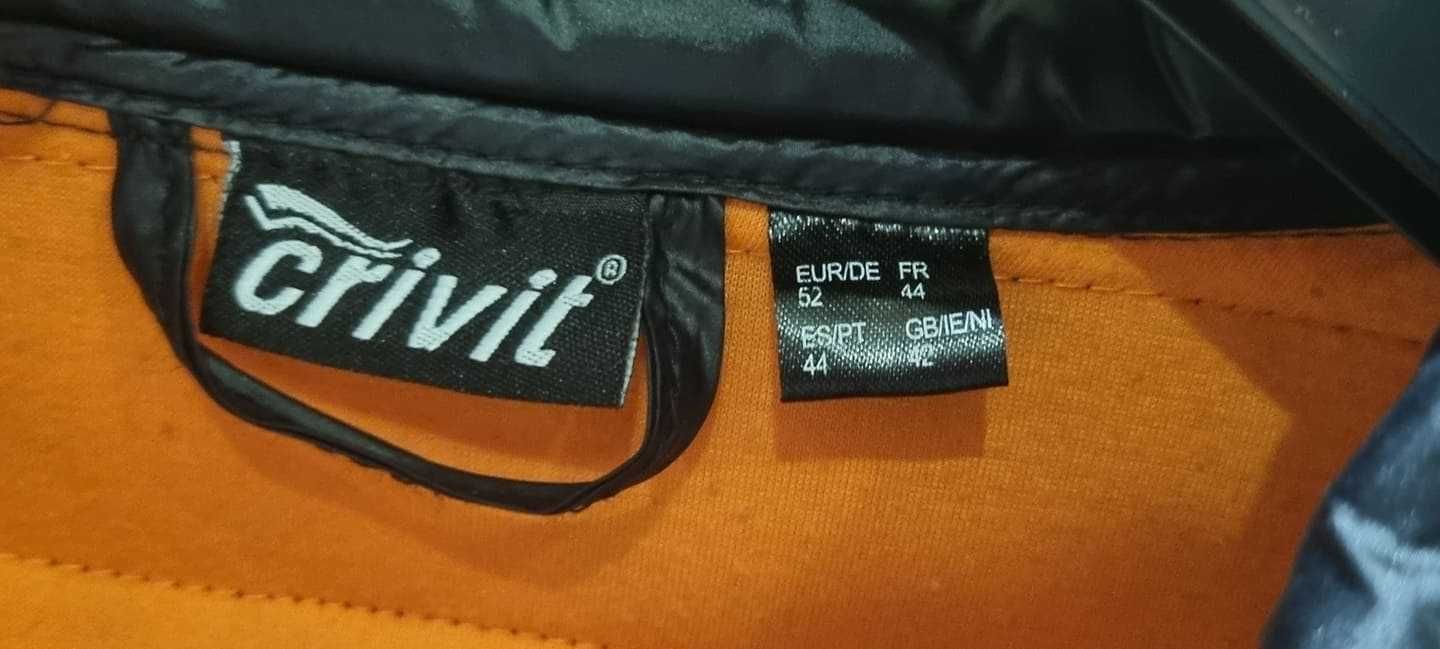 crivit®
EUR/DE FR
52 44
ES/PT GB/IE/NI
44 42